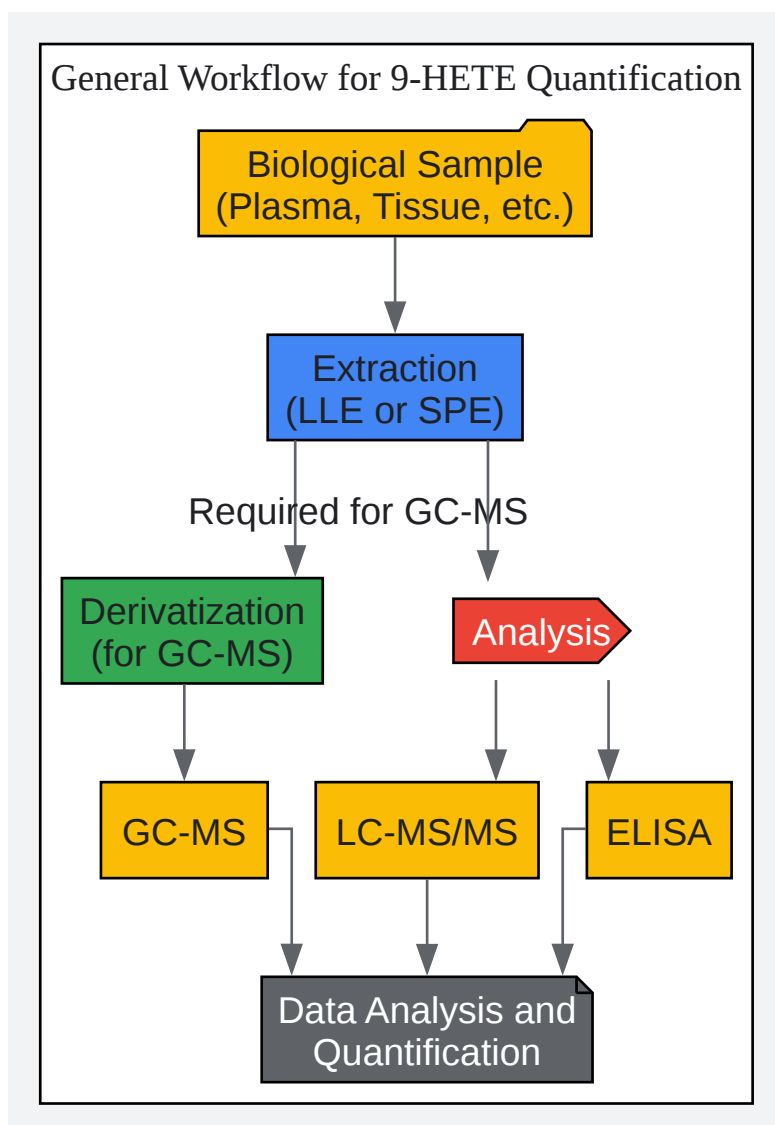 General Workflow for 9-HETE Quantification
Biological Sample
(Plasma, Tissue, etc.)
Extraction
(LLE or SPE)
Required for GC-MS
Derivatization
(for GC-MS)
Analysis
GC-MS
LC-MS/MS
ELISA
Data Analysis and
Quantification